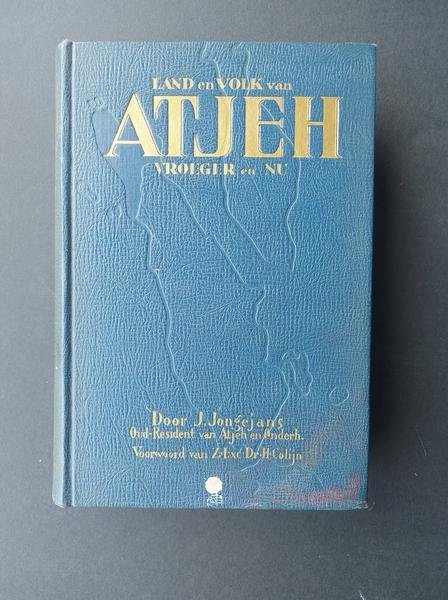 LAND en VOLK van
ATJEH
VROEGER en NU
Door J. Jongejans
Oud-Resident van Atjeh en Onderh.
Voorwoord van Z. Exc. Dr. H. Colijn